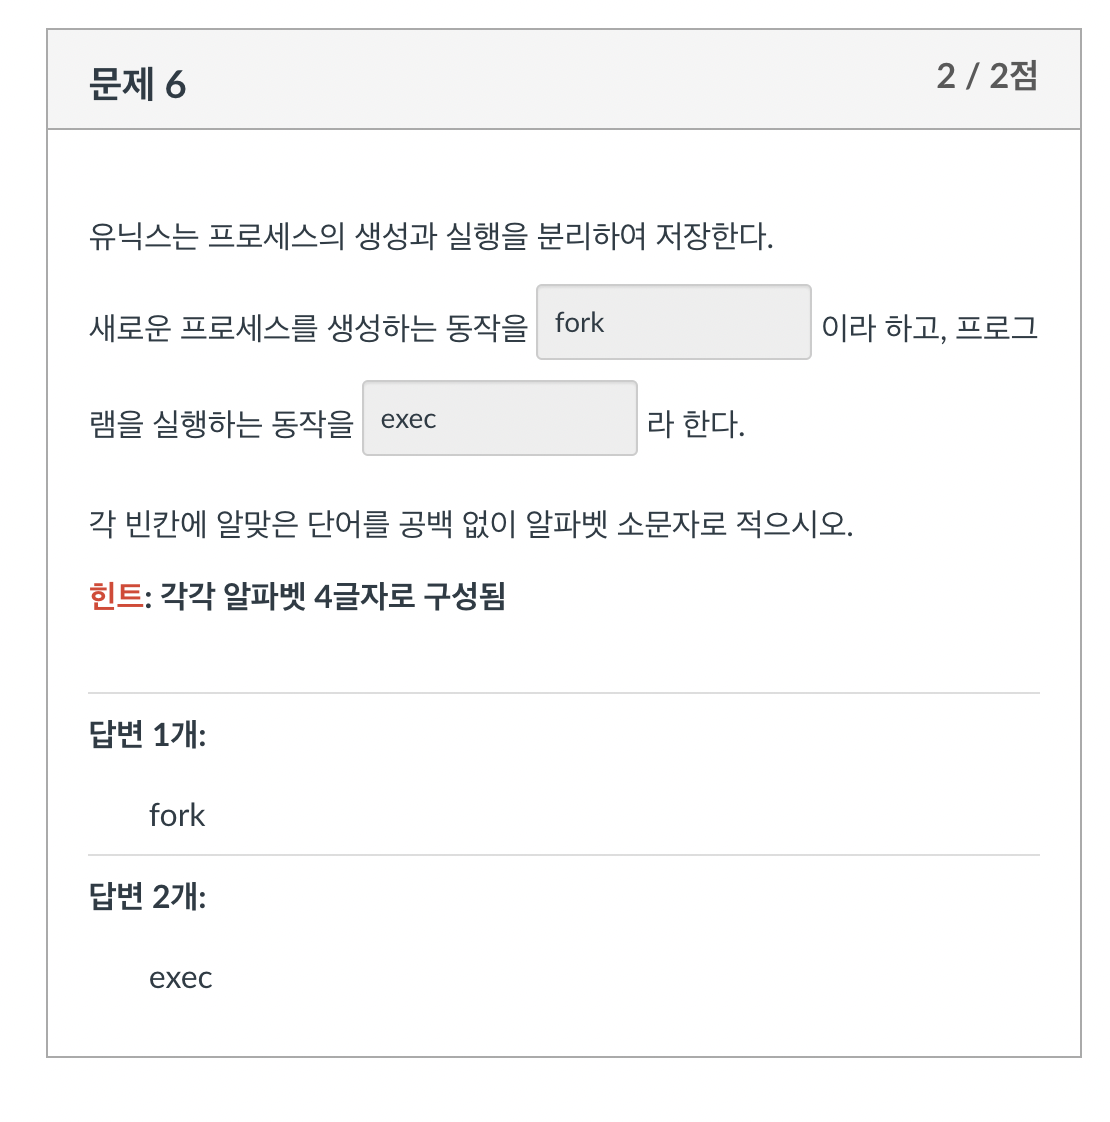 문제 6
2 / 2점
유닉스는 프로세스의 생성과 실행을 분리하여 저장한다.
새로운 프로세스를 생성하는 동작을 fork 이라 하고, 프로그
램을 실행하는 동작을 exec 라 한다.
각 빈칸에 알맞은 단어를 공백 없이 알파벳 소문자로 적으시오.
힌트: 각각 알파벳 4글자로 구성됨
답변 1개:
fork
답변 2개:
exec